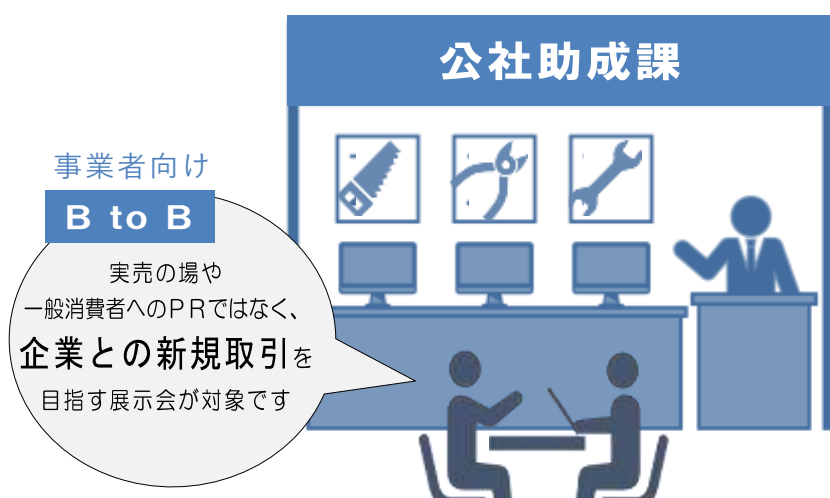 公社助成課
事業者向け
B to B
実売の場や
一般消費者へのＰＲではなく、
企業との新規取引を
目指す展示会が対象です